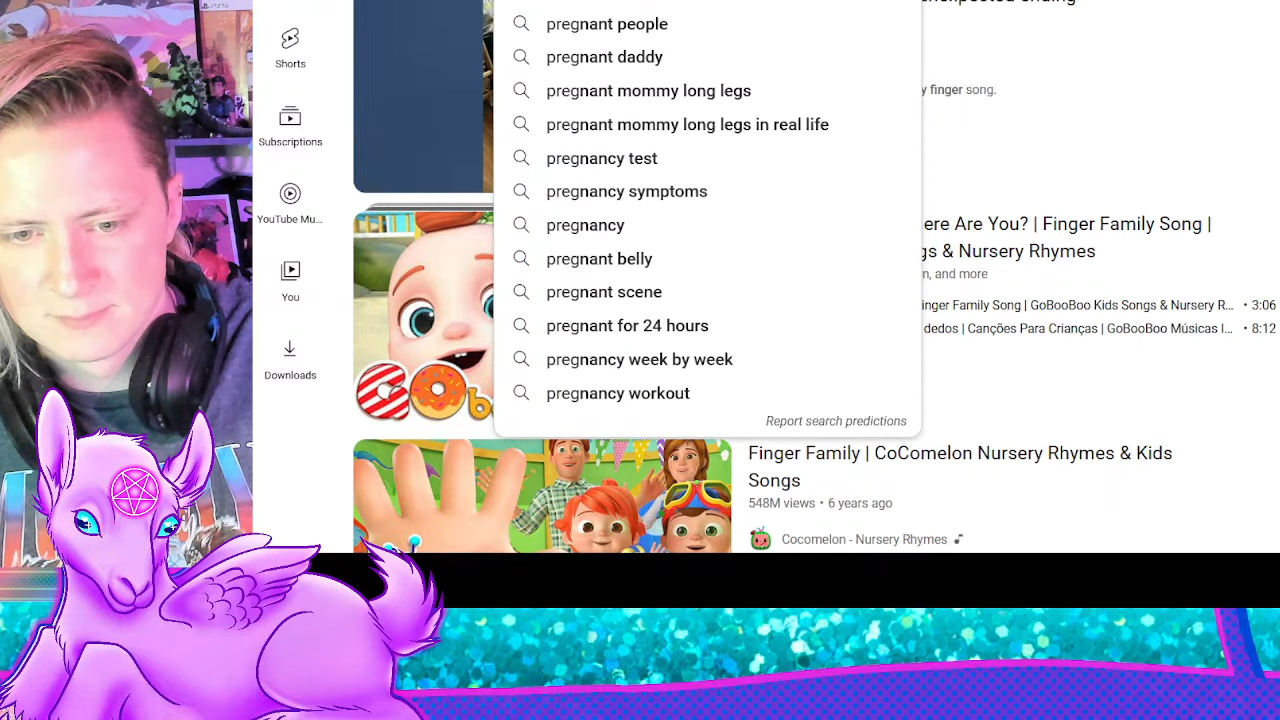 Shorts
Subscriptions
YouTube Mu...
You
Downloads
pregnant people
pregnant daddy
pregnant mommy long legs
pregnant mommy long legs in real life
pregnancy test
pregnancy symptoms
pregnancy
pregnant belly
pregnant scene
pregnant for 24 hours
pregnancy week by week
pregnancy workout
Report search predictions
finger song.
ere Are You? | Finger Family Song |
gs & Nursery Rhymes
n, and more
inger Family Song | GoBooBoo Kids Songs & Nursery R... • 3:06
dedos | Canções Para Crianças | GoBooBoo Músicas I... • 8:12
GOb
Finger Family | CoComelon Nursery Rhymes & Kids
Songs
548M views • 6 years ago
Cocomelon - Nursery Rhymes